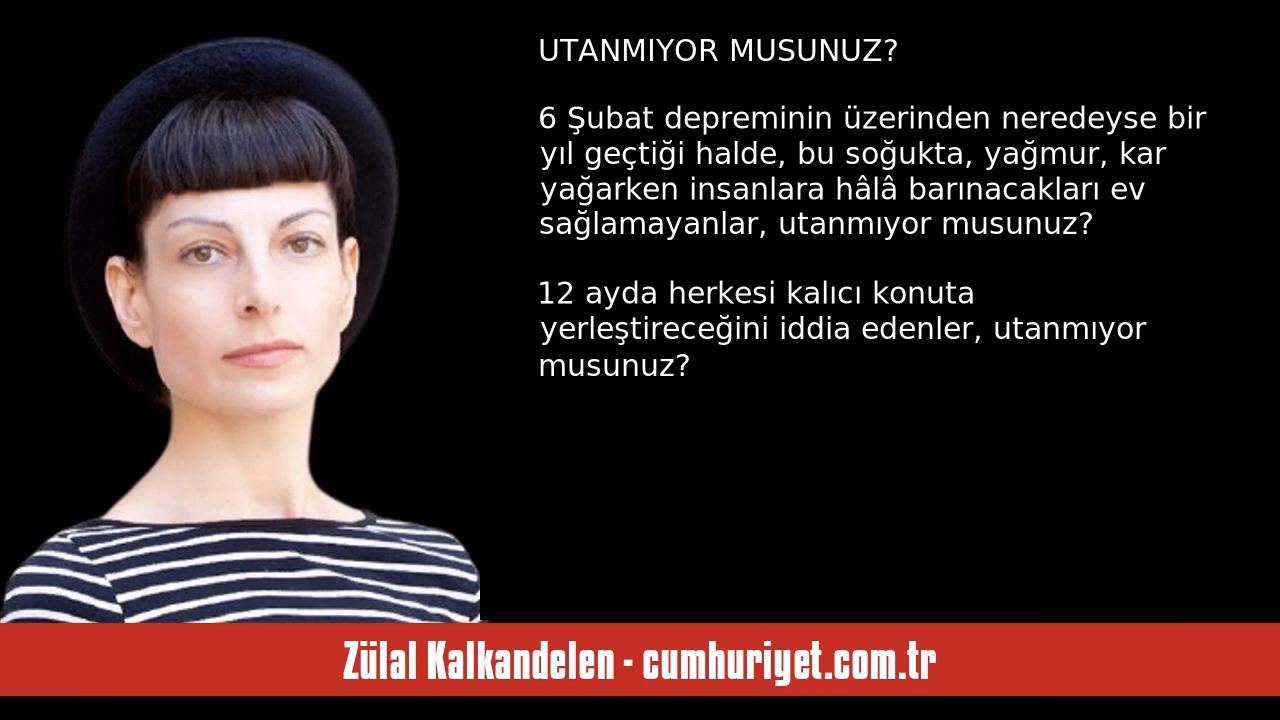 UTANMIYOR MUSUNUZ?
6 Şubat depreminin üzerinden neredeyse bir
yıl geçtiği halde, bu soğukta, yağmur, kar
yağarken insanlara hâlâ barınacakları ev
sağlamayanlar, utanmıyor musunuz?
12 ayda herkesi kalıcı konuta
yerleştireceğini iddia edenler, utanmıyor
musunuz?
Zülal Kalkandelen - cumhuriyet.com.tr